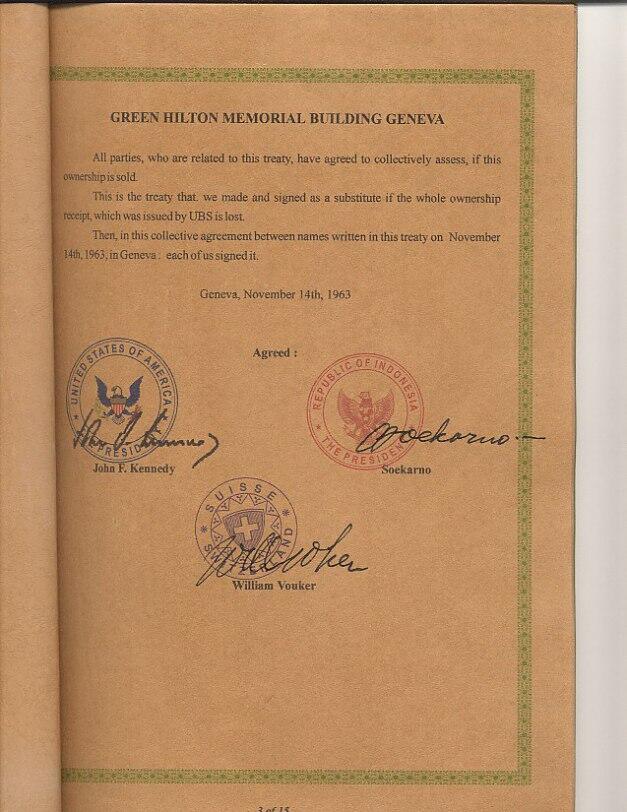 GREEN HILTON MEMORIAL BUILDING GENEVA
All parties, who are related to this treaty, have agreed to collectively assess, if this
ownership is sold.
This is the treaty that. we made and signed as a substitute if the whole ownership
receipt, which was issued by UBS is lost.
Then, in this collective agreement between names written in this treaty on November
14th, 1963, in Geneva : each of us signed it.
Geneva, November 14th, 1963
Agreed :
UNITED STATES OF AMERICA
PRESID
John F. Kennedy
REPUBLIC OF INDONESIA
THE PRESIDENT
Soekarno
Soekarno
SUISSE
William Vouker
3 of 15